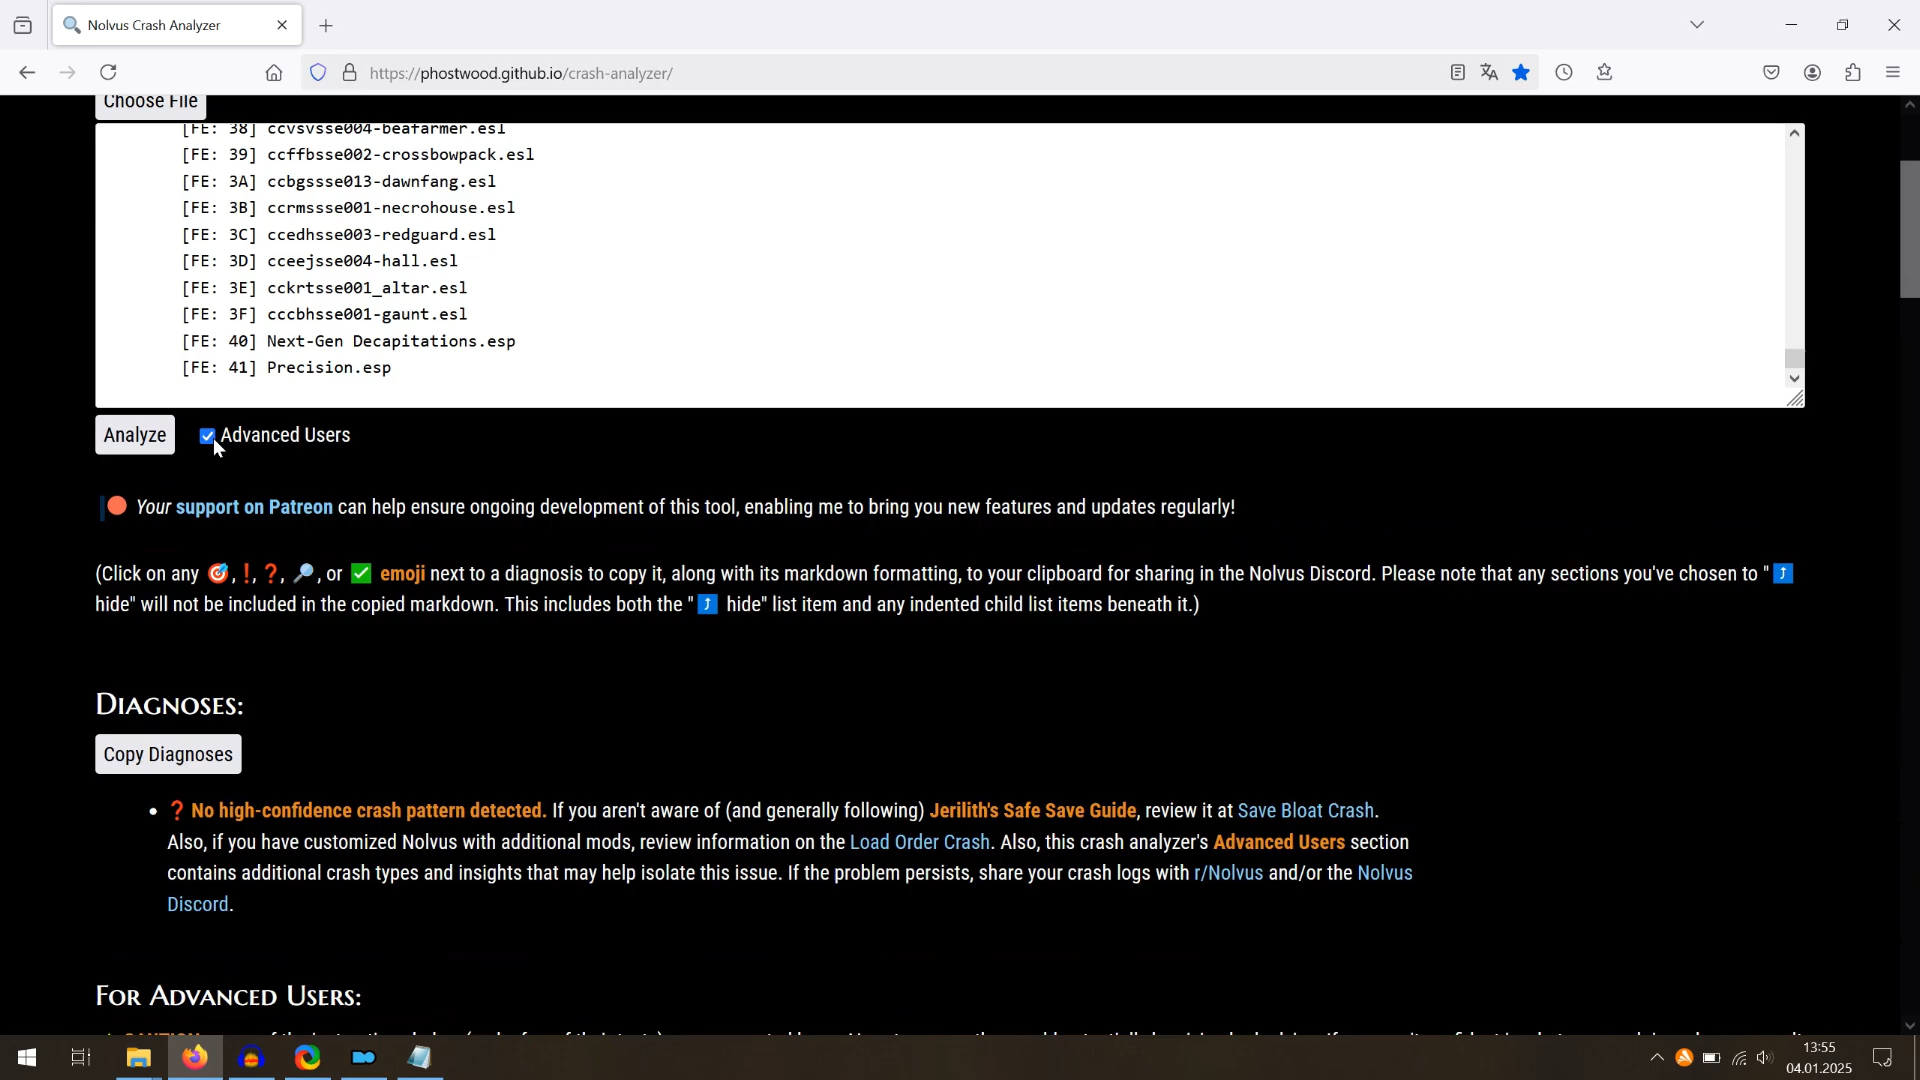 Nolvus Crash Analyzer
https://phostwood.github.io/crash-analyzer/
Choose File
[FE: 38] ccvsvsse004-beafarmer.esl
[FE: 39] ccffbsse002-crossbowpack.esl
[FE: 3A] ccbgssse013-dawnfang.esl
[FE: 3B] ccrmssse001-necrohouse.esl
[FE: 3C] ccedhsse003-redguard.esl
[FE: 3D] cceejsse004-hall.esl
[FE: 3E] cckrtsse001_altar.esl
[FE: 3F] cccbhsse001-gaunt.esl
[FE: 40] Next-Gen Decapitations.esp
[FE: 41] Precision.esp
Analyze Advanced Users
Your support on Patreon can help ensure ongoing development of this tool, enabling me to bring you new features and updates regularly!
(Click on any 🎯, ❗, ❓, 🔎, or ✅ emoji next to a diagnosis to copy it, along with its markdown formatting, to your clipboard for sharing in the Nolvus Discord. Please note that any sections you've chosen to "⤴
hide" will not be included in the copied markdown. This includes both the "⤴ hide" list item and any indented child list items beneath it.)
Diagnoses:
Copy Diagnoses
• ❓ No high-confidence crash pattern detected. If you aren't aware of (and generally following) Jerilith's Safe Save Guide, review it at Save Bloat Crash.
Also, if you have customized Nolvus with additional mods, review information on the Load Order Crash. Also, this crash analyzer's Advanced Users section
contains additional crash types and insights that may help isolate this issue. If the problem persists, share your crash logs with r/Nolvus and/or the Nolvus
Discord.
For Advanced Users:
13:55
04.01.2025